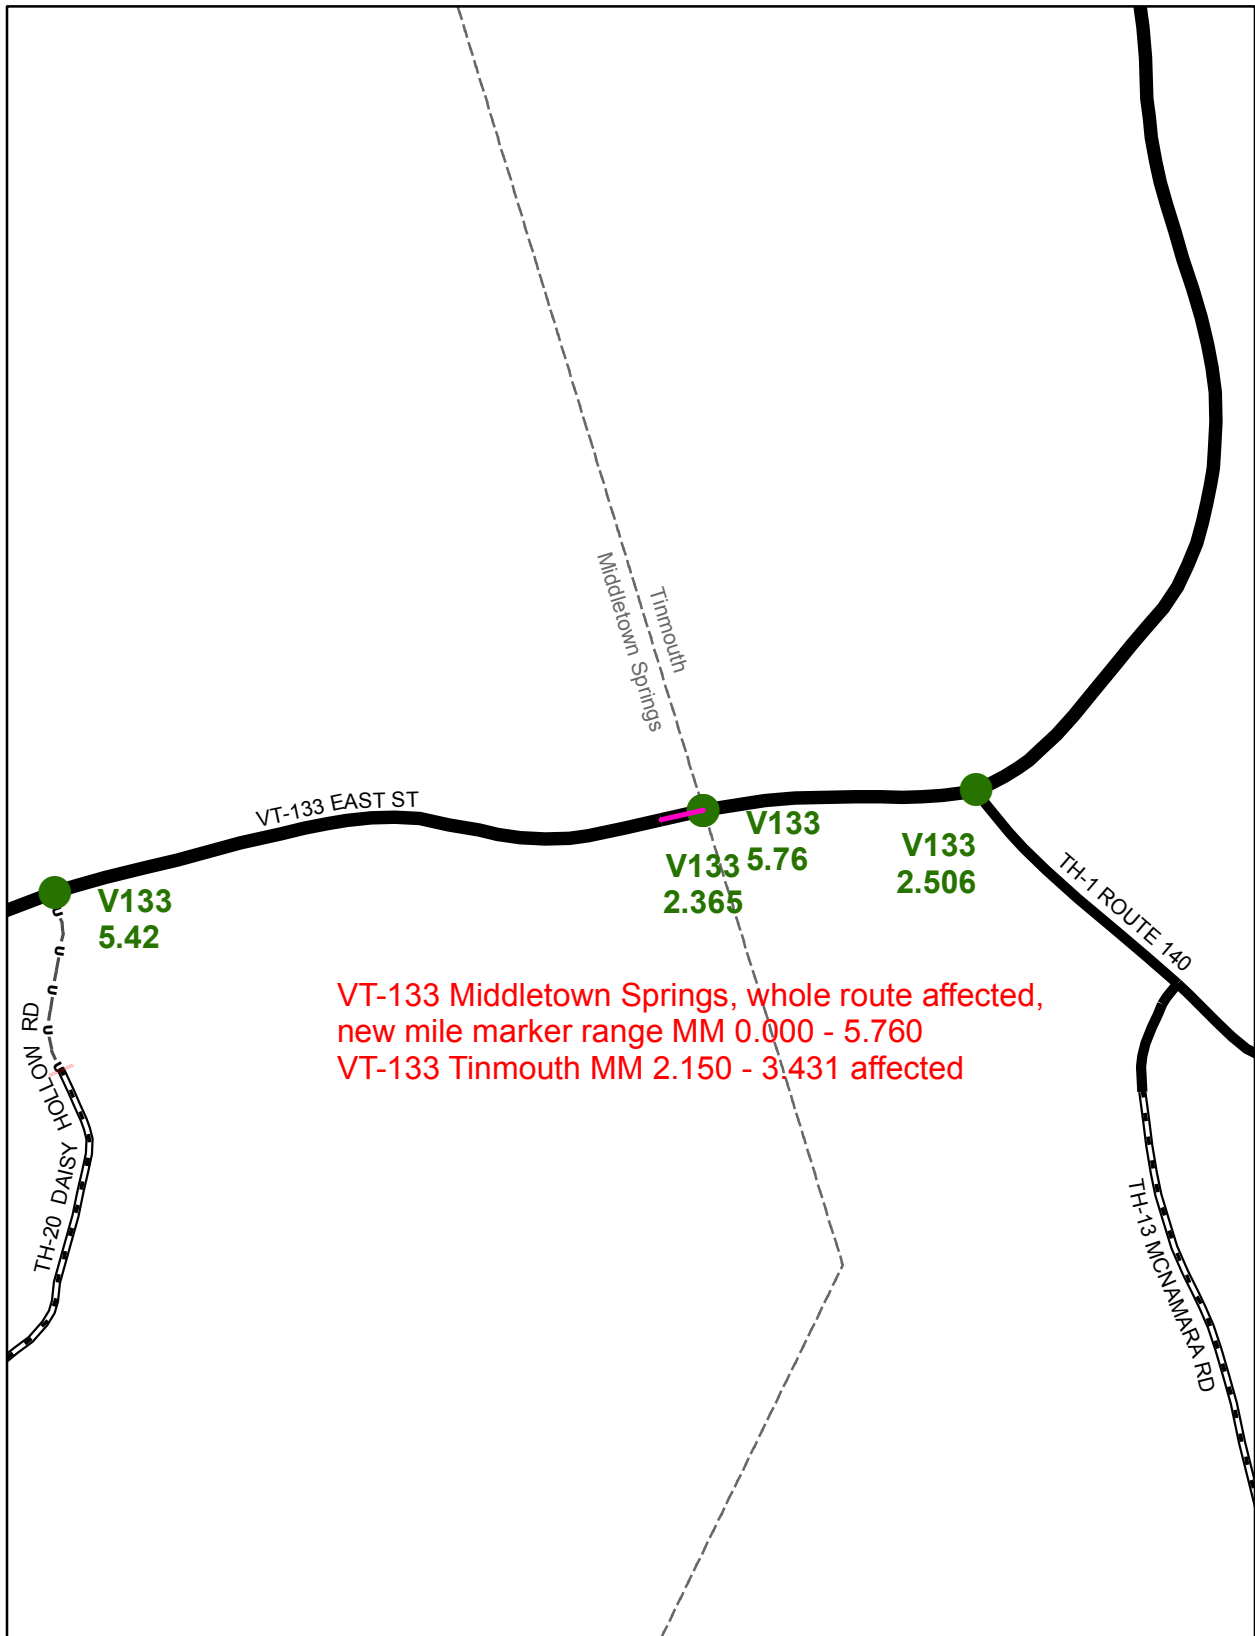 Tinmouth
Middletown Springs
VT-133 EAST ST
V133
5.76
V133
2.365
V133
2.506
V133
5.42
TH-1 ROUTE 140
VT-133 Middletown Springs, whole route affected,
new mile marker range MM 0.000 - 5.760
VT-133 Tinmouth MM 2.150 - 3.431 affected
TH-20 DAISY HOLLOW RD
TH-13 MCNAMARA RD